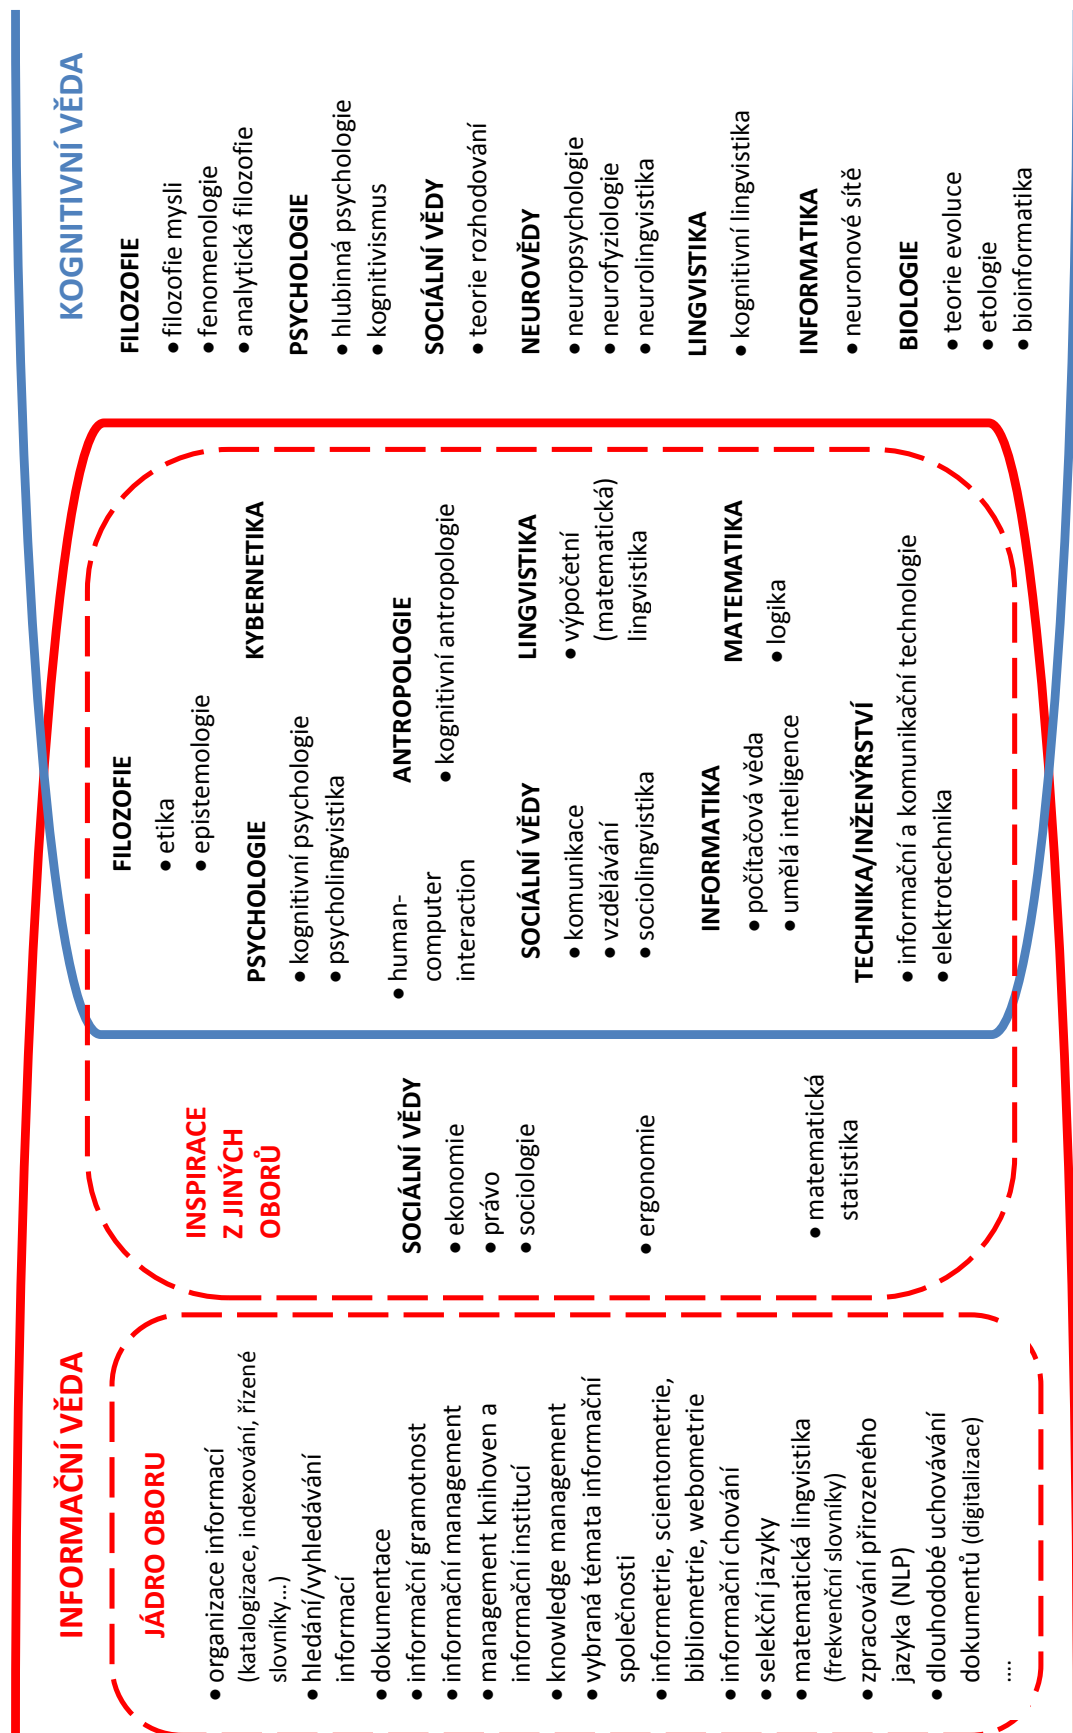 INFORMAČNÍ VĚDA
JÁDRO OBORU
• organizace informací
(katalogizace, indexování, řízené
slovníky...)
• hledání/vyhledávání
informací
• dokumentace
• informační gramotnost
• informační management
• management knihoven a
informační institucí
• knowledge management
• vybraná témata informační
společnosti
• informetrie, scientometrie,
bibliometrie, webometrie
• informační chování
• selekční jazyky
• matematická lingvistika
(frekvenční slovníky)
• zpracování přirozeného
jazyka (NLP)
• dlouhodobé uchovávání
dokumentů (digitalizace)
....
INSPIRACE
Z JINÝCH
OBORŮ
SOCIÁLNÍ VĚDY
• ekonomie
• právo
• sociologie
• ergonomie
• matematická
statistika
FILOZOFIE
• etika
• epistemologie
PSYCHOLOGIE
• kognitivní psychologie
• psycholingvistika
KYBERNETIKA
• human-
computer
interaction
ANTROPOLOGIE
• kognitivní antropologie
SOCIÁLNÍ VĚDY
• komunikace
• vzdělávání
• sociolingvistika
LINGVISTIKA
• výpočetní
(matematická)
lingvistika
INFORMATIKA
• počítačová věda
• umělá inteligence
MATEMATIKA
• logika
TECHNIKA/INŽENÝRSTVÍ
• informační a komunikační technologie
• elektrotechnika
KOGNITIVNÍ VĚDA
FILOZOFIE
• filozofie mysli
• fenomenologie
• analytická filozofie
PSYCHOLOGIE
• hlubinná psychologie
• kognitivismus
SOCIÁLNÍ VĚDY
• teorie rozhodování
NEUROVĚDY
• neuropsychologie
• neurofyziologie
• neurolingvistika
LINGVISTIKA
• kognitivní lingvistika
INFORMATIKA
• neuronové sítě
BIOLOGIE
• teorie evoluce
• etologie
• bioinformatika